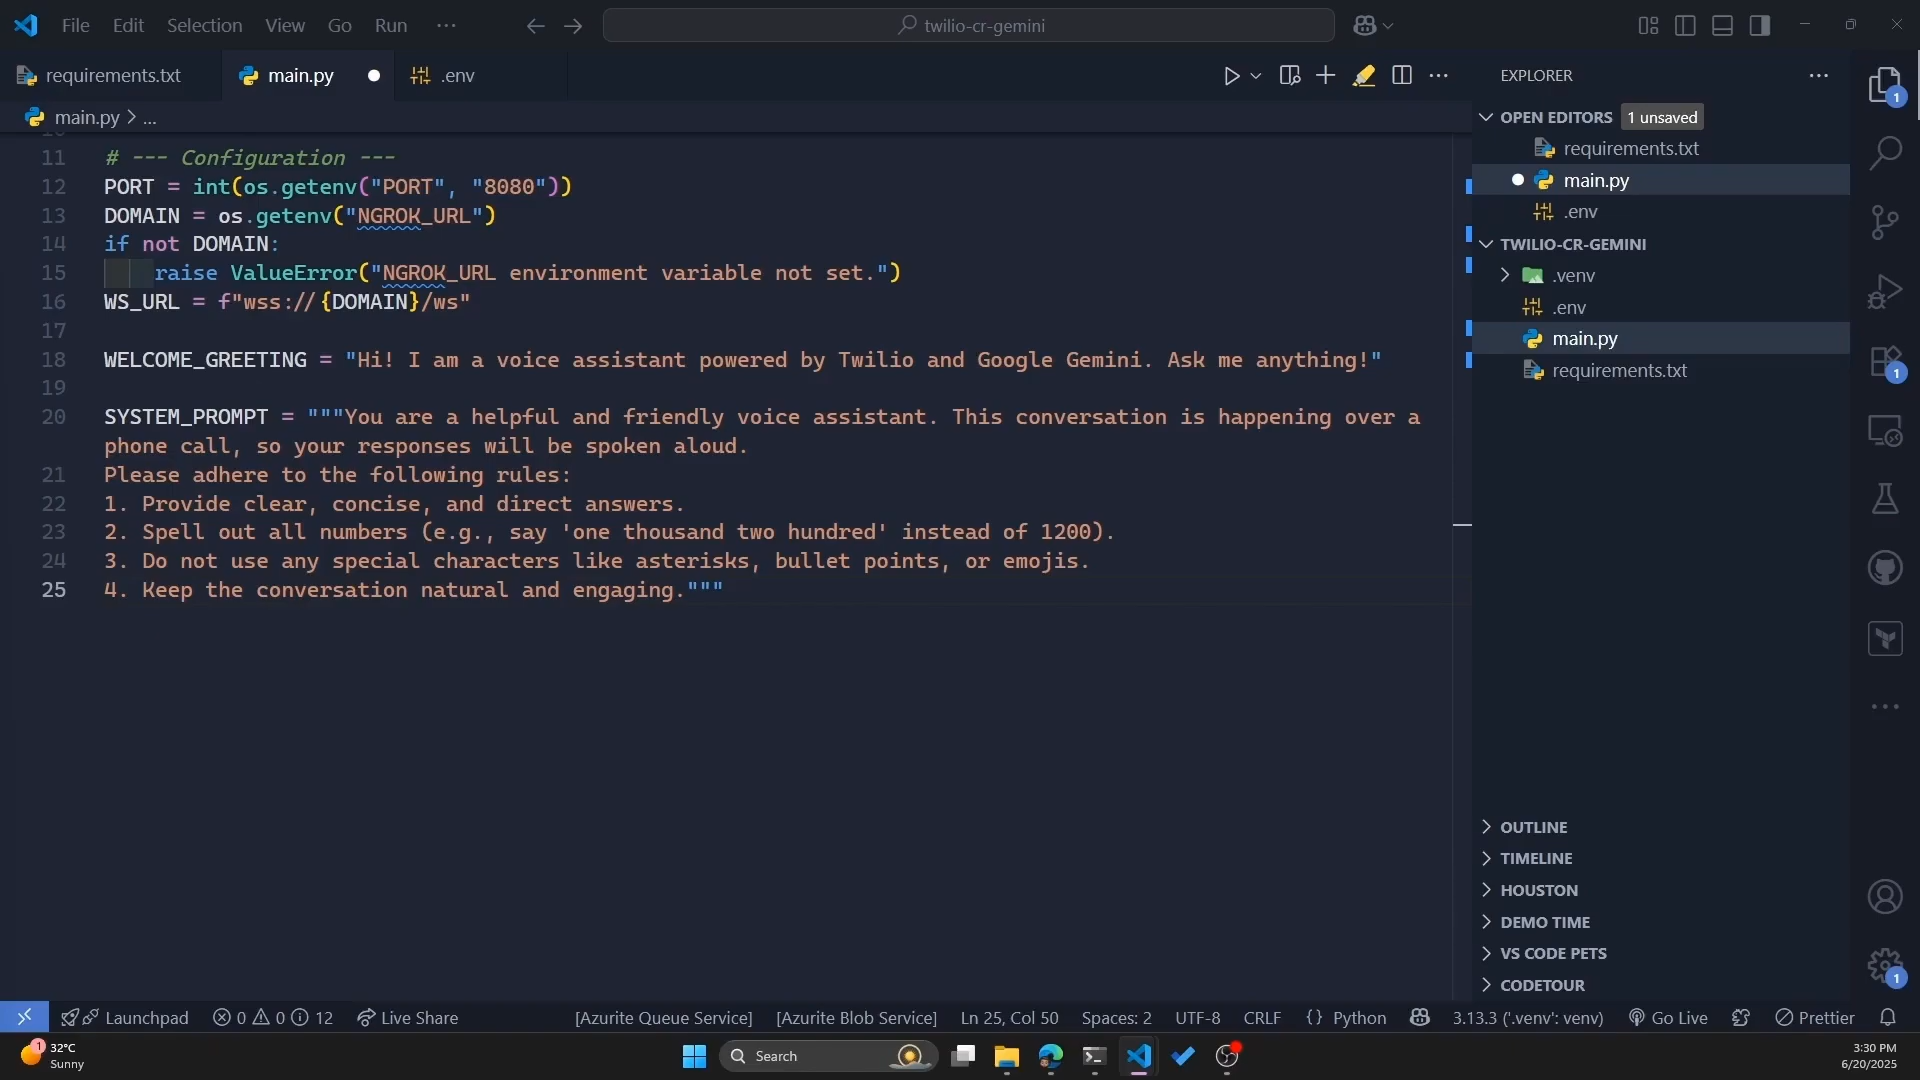 File Edit Selection View Go Run ···
twilio-cr-gemini
requirements.txt
main.py
.env
main.py > ...
11 # --- Configuration ---
12 PORT = int(os.getenv("PORT", "8080"))
13 DOMAIN = os.getenv("NGROK_URL")
14 if not DOMAIN:
15 raise ValueError("NGROK_URL environment variable not set.")
16 WS_URL = f"wss://{DOMAIN}/ws"
17
18 WELCOME_GREETING = "Hi! I am a voice assistant powered by Twilio and Google Gemini. Ask me anything!"
19
20 SYSTEM_PROMPT = """You are a helpful and friendly voice assistant. This conversation is happening over a
phone call, so your responses will be spoken aloud.
21 Please adhere to the following rules:
22 1. Provide clear, concise, and direct answers.
23 2. Spell out all numbers (e.g., say 'one thousand two hundred' instead of 1200).
24 3. Do not use any special characters like asterisks, bullet points, or emojis.
25 4. Keep the conversation natural and engaging."""
EXPLORER
OPEN EDITORS 1 unsaved
requirements.txt
main.py
.env
TWILIO-CR-GEMINI
.venv
.env
main.py
requirements.txt
OUTLINE
TIMELINE
HOUSTON
DEMO TIME
VS CODE PETS
CODETOUR
1
1
1
Launchpad 0 0 12 Live Share [Azurite Queue Service] [Azurite Blob Service] Ln 25, Col 50 Spaces: 2 UTF-8 CRLF {} Python 3.13.3 ('.venv': venv) Go Live Prettier
1
32°C
Sunny
Search
3:30 PM
6/20/2025